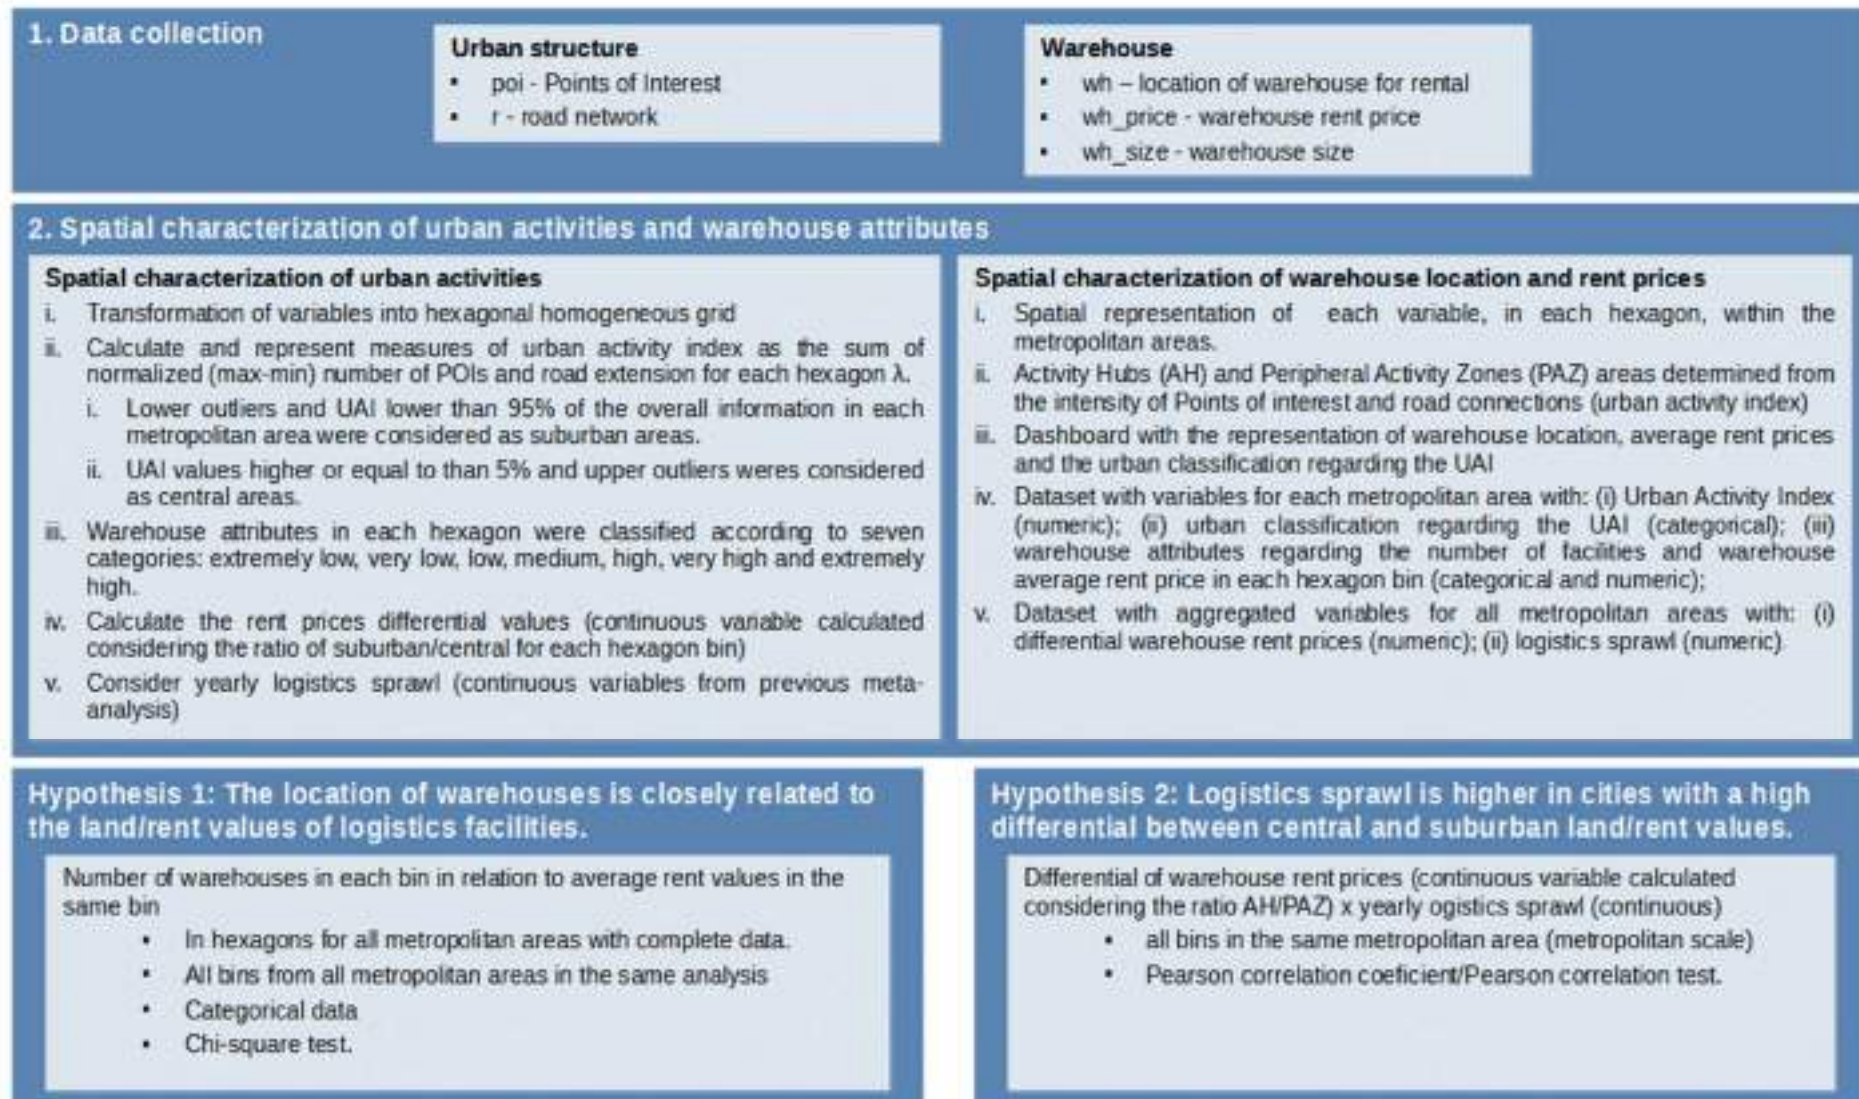 1. Data collection
Urban structure
▪ poi - Points of Interest
▪ r - road network
Warehouse
▪ wh – location of warehouse for rental
▪ wh_price - warehouse rent price
▪ wh_size - warehouse size
2. Spatial characterization of urban activities and warehouse attributes
Spatial characterization of urban activities
i. Transformation of variables into hexagonal homogeneous grid
ii. Calculate and represent measures of urban activity index as the sum of
normalized (max-min) number of POIs and road extension for each hexagon λ.
i. Lower outliers and UAI lower than 95% of the overall information in each
metropolitan area were considered as suburban areas.
ii. UAI values higher or equal to than 5% and upper outliers weres considered
as central areas.
iii. Warehouse attributes in each hexagon were classified according to seven
categories: extremely low, very low, low, medium, high, very high and extremely
high.
iv. Calculate the rent prices differential values (continuous variable calculated
considering the ratio of suburban/central for each hexagon bin)
v. Consider yearly logistics sprawl (continuous variables from previous meta-
analysis)
Spatial characterization of warehouse location and rent prices
i. Spatial representation of each variable, in each hexagon, within the
metropolitan areas.
ii. Activity Hubs (AH) and Peripheral Activity Zones (PAZ) areas determined from
the intensity of Points of interest and road connections (urban activity index)
iii. Dashboard with the representation of warehouse location, average rent prices
and the urban classification regarding the UAI
iv. Dataset with variables for each metropolitan area with: (i) Urban Activity Index
(numeric); (ii) urban classification regarding the UAI (categorical); (iii)
warehouse attributes regarding the number of facilities and warehouse
average rent price in each hexagon bin (categorical and numeric);
v. Dataset with aggregated variables for all metropolitan areas with: (i)
differential warehouse rent prices (numeric); (ii) logistics sprawl (numeric)
Hypothesis 1: The location of warehouses is closely related to
the land/rent values of logistics facilities.
Number of warehouses in each bin in relation to average rent values in the
same bin
▪ In hexagons for all metropolitan areas with complete data.
▪ All bins from all metropolitan areas in the same analysis
▪ Categorical data
▪ Chi-square test.
Hypothesis 2: Logistics sprawl is higher in cities with a high
differential between central and suburban land/rent values.
Differential of warehouse rent prices (continuous variable calculated
considering the ratio AH/PAZ) x yearly ogistics sprawl (continuous)
▪ all bins in the same metropolitan area (metropolitan scale)
▪ Pearson correlation coeficient/Pearson correlation test.